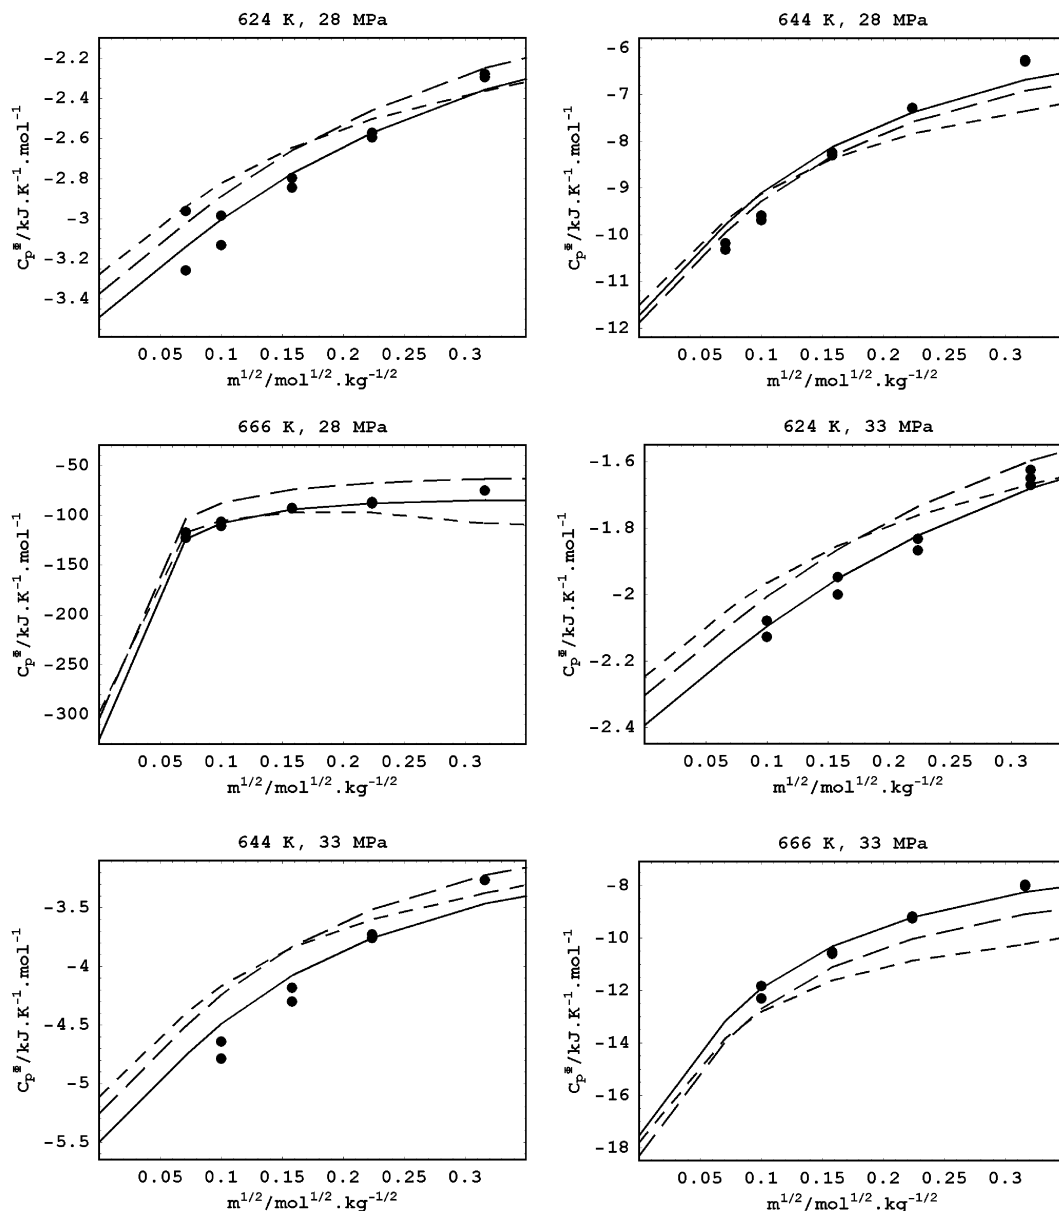 624 K, 28 MPa
644 K, 28 MPa
-2.2
-2.4
-2.6
-2.8
-3
-3.2
-3.4
C_p^Φ/kJ.K^-1.mol^-1
0.05 0.1 0.15 0.2 0.25 0.3
m^1/2/mol^1/2.kg^-1/2
-6
-7
-8
-9
-10
-11
-12
C_p^Φ/kJ.K^-1.mol^-1
0.05 0.1 0.15 0.2 0.25 0.3
m^1/2/mol^1/2.kg^-1/2
666 K, 28 MPa
624 K, 33 MPa
-50
-100
-150
-200
-250
-300
C_p^Φ/kJ.K^-1.mol^-1
0.05 0.1 0.15 0.2 0.25 0.3
m^1/2/mol^1/2.kg^-1/2
-1.6
-1.8
-2
-2.2
-2.4
C_p^Φ/kJ.K^-1.mol^-1
0.05 0.1 0.15 0.2 0.25 0.3
m^1/2/mol^1/2.kg^-1/2
644 K, 33 MPa
666 K, 33 MPa
-3.5
-4
-4.5
-5
-5.5
C_p^Φ/kJ.K^-1.mol^-1
0.05 0.1 0.15 0.2 0.25 0.3
m^1/2/mol^1/2.kg^-1/2
-8
-10
-12
-14
-16
-18
C_p^Φ/kJ.K^-1.mol^-1
0.05 0.1 0.15 0.2 0.25 0.3
m^1/2/mol^1/2.kg^-1/2